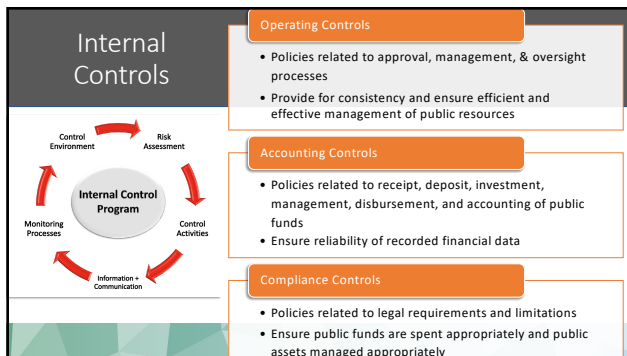 Internal
Controls
Control
Environment
Risk
Assessment
Internal Control
Program
Monitoring
Processes
Control
Activities
Information +
Communication
Operating Controls
• Policies related to approval, management, & oversight
processes
• Provide for consistency and ensure efficient and
effective management of public resources
Accounting Controls
• Policies related to receipt, deposit, investment,
management, disbursement, and accounting of public
funds
• Ensure reliability of recorded financial data
Compliance Controls
• Policies related to legal requirements and limitations
• Ensure public funds are spent appropriately and public
assets managed appropriately